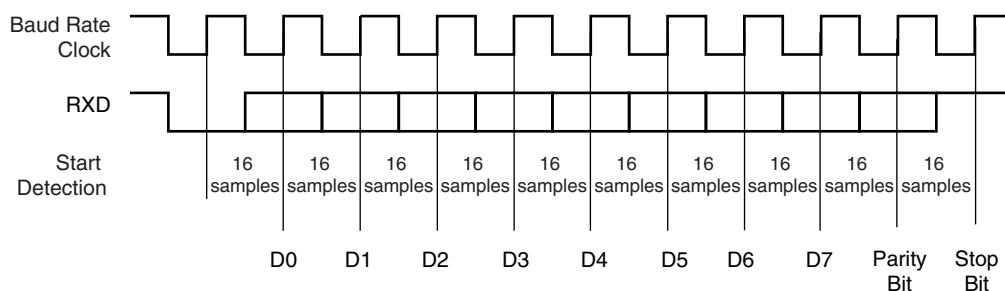 Baud Rate
Clock
RXD
Start
Detection
16 16 16 16 16 16 16 16 16 16
samples samples samples samples samples samples samples samples samples samples
D0 D1 D2 D3 D4 D5 D6 D7 Parity Stop
Bit Bit